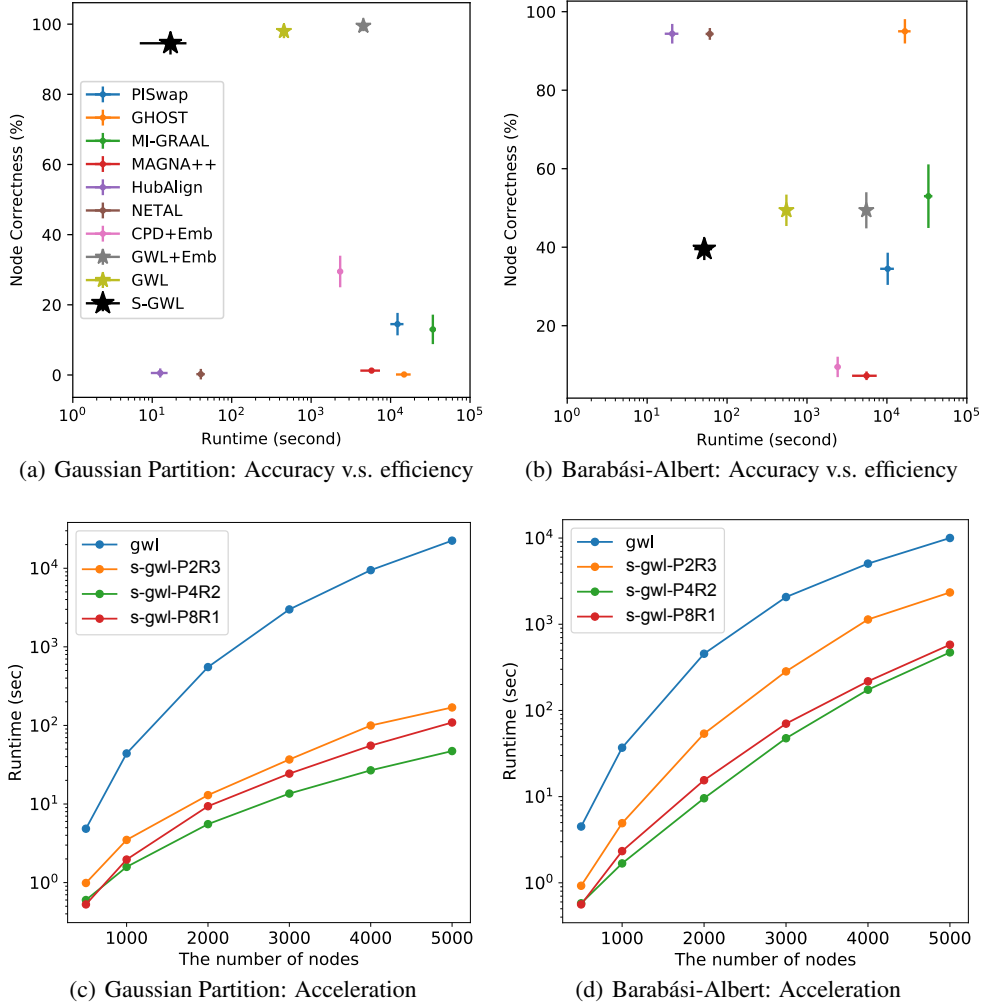 100
80
60
40
20
0
Node Correctness (%)
PISwap
GHOST
MI-GRAAL
MAGNA++
HubAlign
NETAL
CPD+Emb
GWL+Emb
GWL
S-GWL
10^0 10^1 10^2 10^3 10^4 10^5
Runtime (second)
(a) Gaussian Partition: Accuracy v.s. efficiency
100
80
60
40
20
Node Correctness (%)
10^0 10^1 10^2 10^3 10^4 10^5
Runtime (second)
(b) Barabási-Albert: Accuracy v.s. efficiency
10^4
10^3
10^2
10^1
10^0
Runtime (sec)
gwl
s-gwl-P2R3
s-gwl-P4R2
s-gwl-P8R1
1000 2000 3000 4000 5000
The number of nodes
(c) Gaussian Partition: Acceleration
10^4
10^3
10^2
10^1
10^0
Runtime (sec)
gwl
s-gwl-P2R3
s-gwl-P4R2
s-gwl-P8R1
1000 2000 3000 4000 5000
The number of nodes
(d) Barabási-Albert: Acceleration